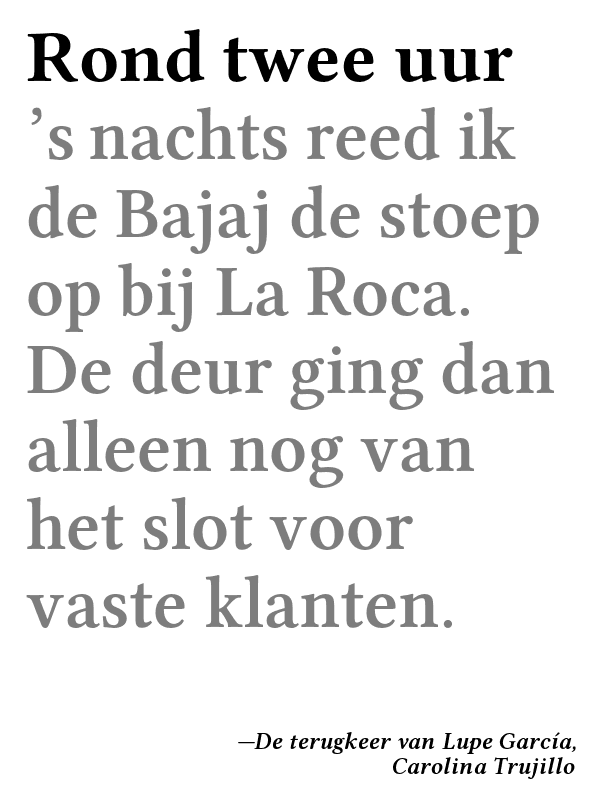 Rond twee uur
’s nachts reed ik
de Bajaj de stoep
op bij La Roca.
De deur ging dan
alleen nog van
het slot voor
vaste klanten.
—De terugkeer van Lupe García,
Carolina Trujillo